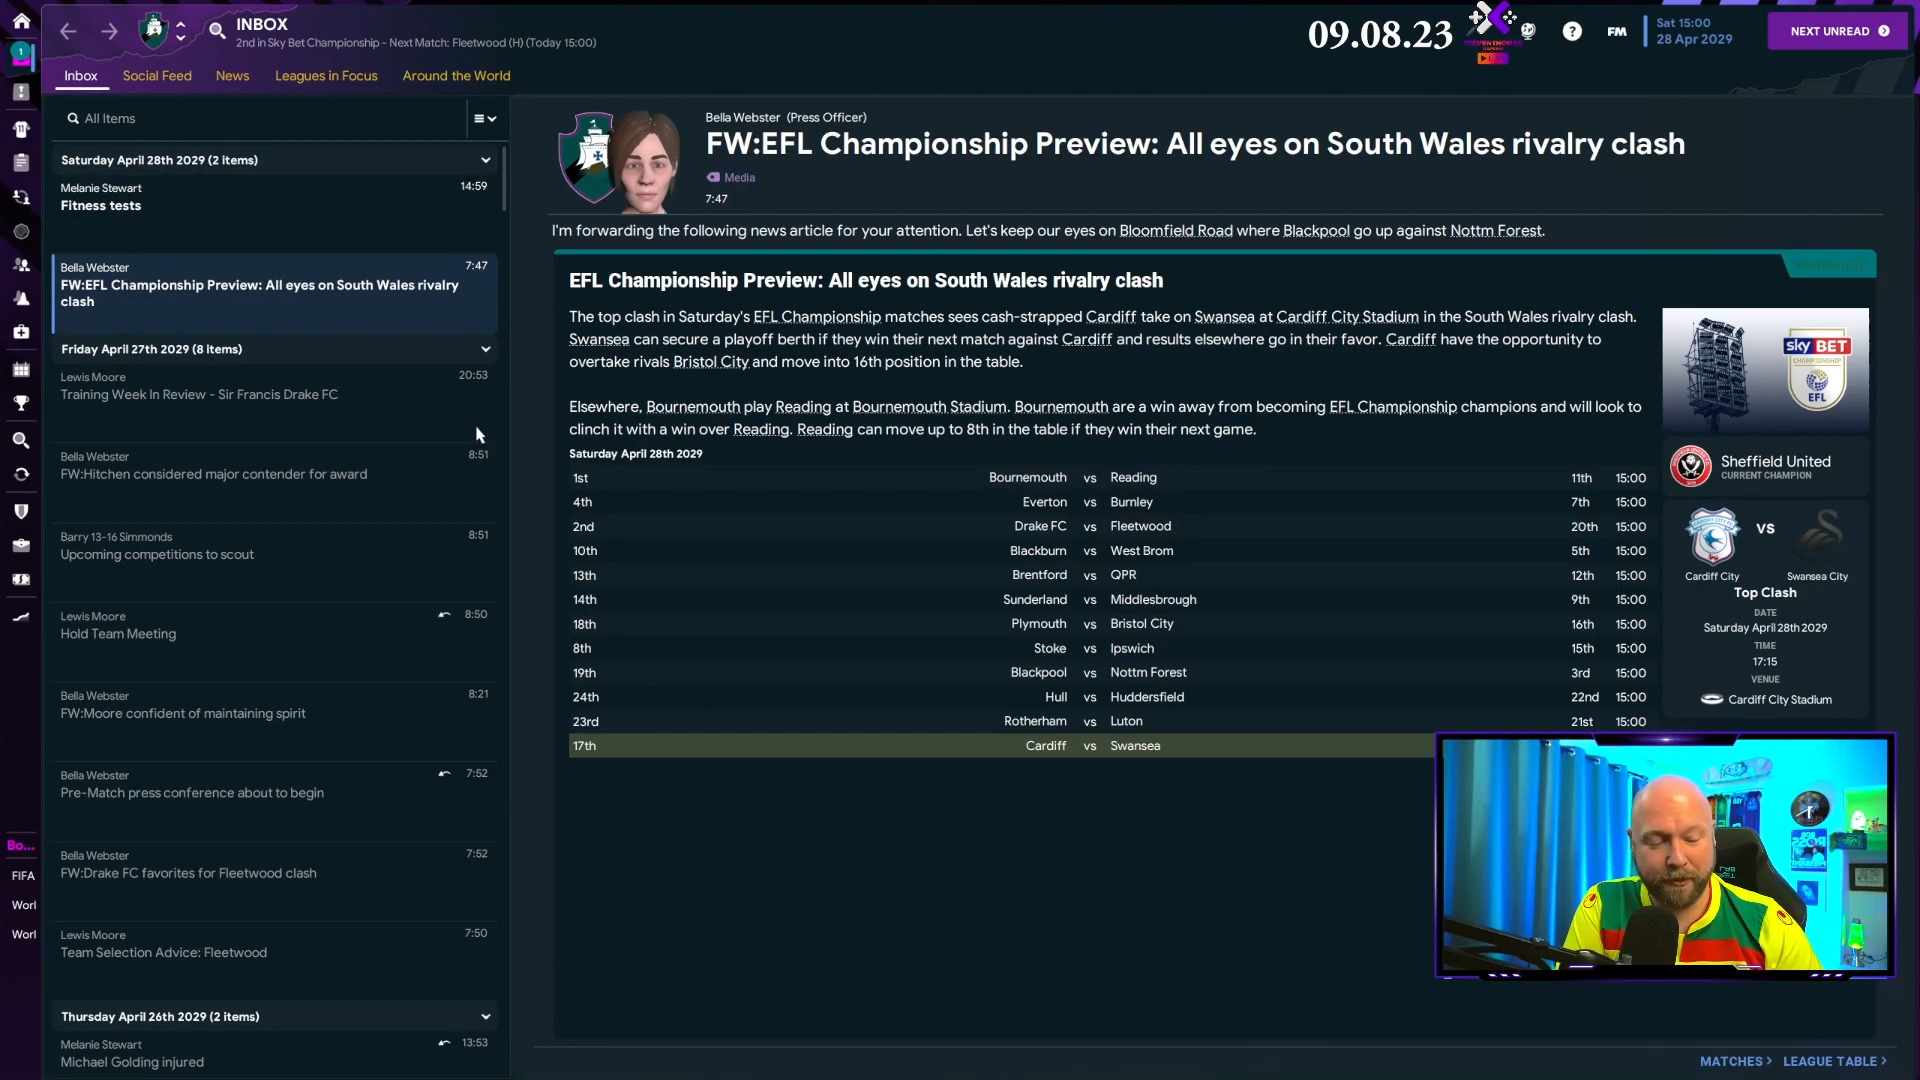 INBOX
2nd in Sky Bet Championship - Next Match: Fleetwood (H) (Today 15:00)
09.08.23
FM
Sat 15:00
28 Apr 2029
NEXT UNREAD
1
Inbox
Social Feed
News
Leagues in Focus
Around the World
All Items
Saturday April 28th 2029 (2 items)
Melanie Stewart
14:59
Fitness tests
Bella Webster
7:47
FW:EFL Championship Preview: All eyes on South Wales rivalry
clash
Friday April 27th 2029 (8 items)
Lewis Moore
20:53
Training Week In Review - Sir Francis Drake FC
Bella Webster
8:51
FW:Hitchen considered major contender for award
Barry 13-16 Simmonds
8:51
Upcoming competitions to scout
Lewis Moore
8:50
Hold Team Meeting
Bella Webster
8:21
FW:Moore confident of maintaining spirit
Bella Webster
7:52
Pre-Match press conference about to begin
Bella Webster
7:52
FW:Drake FC favorites for Fleetwood clash
Lewis Moore
7:50
Team Selection Advice: Fleetwood
Thursday April 26th 2029 (2 items)
Melanie Stewart
13:53
Michael Golding injured
Bo...
FIFA
Worl
Worl
Bella Webster (Press Officer)
FW:EFL Championship Preview: All eyes on South Wales rivalry clash
Media
7:47
I'm forwarding the following news article for your attention. Let's keep our eyes on Bloomfield Road where Blackpool go up against Nottm Forest.
EFL Championship Preview: All eyes on South Wales rivalry clash
The top clash in Saturday's EFL Championship matches sees cash-strapped Cardiff take on Swansea at Cardiff City Stadium in the South Wales rivalry clash.
Swansea can secure a playoff berth if they win their next match against Cardiff and results elsewhere go in their favor. Cardiff have the opportunity to
overtake rivals Bristol City and move into 16th position in the table.
Elsewhere, Bournemouth play Reading at Bournemouth Stadium. Bournemouth are a win away from becoming EFL Championship champions and will look to
clinch it with a win over Reading. Reading can move up to 8th in the table if they win their next game.
Saturday April 28th 2029
1st Bournemouth vs Reading 11th 15:00
4th Everton vs Burnley 7th 15:00
2nd Drake FC vs Fleetwood 20th 15:00
10th Blackburn vs West Brom 5th 15:00
13th Brentford vs QPR 12th 15:00
14th Sunderland vs Middlesbrough 9th 15:00
18th Plymouth vs Bristol City 16th 15:00
8th Stoke vs Ipswich 15th 15:00
19th Blackpool vs Nottm Forest 3rd 15:00
24th Hull vs Huddersfield 22nd 15:00
23rd Rotherham vs Luton 21st 15:00
17th Cardiff vs Swansea
sky BET
CHAMPIONSHIP
EFL
Sheffield United
CURRENT CHAMPION
VS
Cardiff City
Swansea City
Top Clash
DATE
Saturday April 28th 2029
TIME
17:15
VENUE
Cardiff City Stadium
MATCHES
LEAGUE TABLE